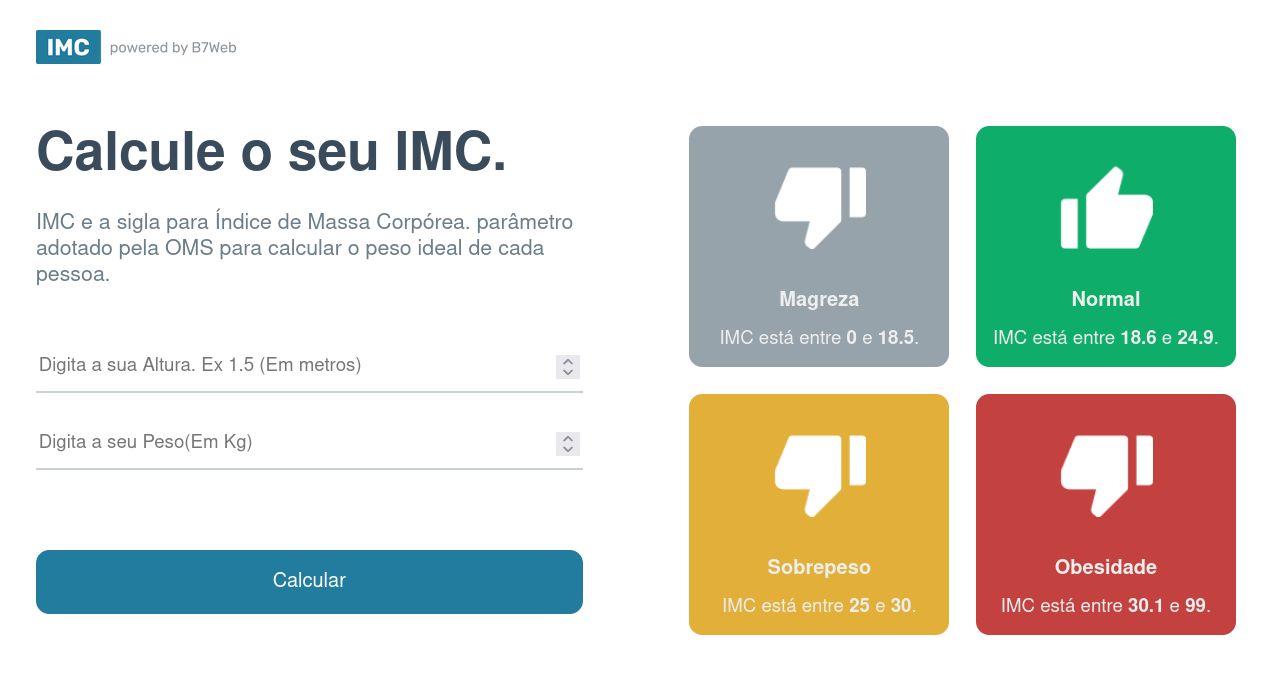 IMC powered by B7Web
Calcule o seu IMC.
IMC e a sigla para Índice de Massa Corpórea. parâmetro
adotado pela OMS para calcular o peso ideal de cada
pessoa.
Digita a sua Altura. Ex 1.5 (Em metros)
Digita a seu Peso(Em Kg)
Calcular
Magreza
IMC está entre 0 e 18.5.
Normal
IMC está entre 18.6 e 24.9.
Sobrepeso
IMC está entre 25 e 30.
Obesidade
IMC está entre 30.1 e 99.